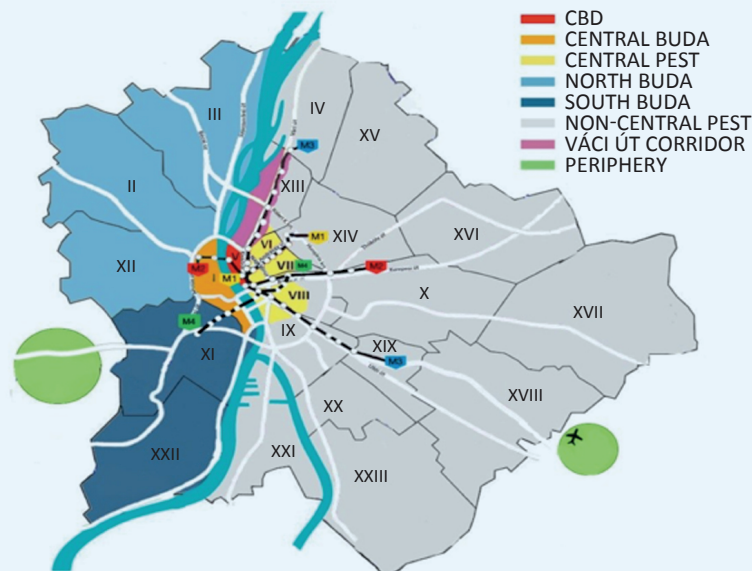 CBD
CENTRAL BUDA
CENTRAL PEST
NORTH BUDA
SOUTH BUDA
NON-CENTRAL PEST
VÁCI ÚT CORRIDOR
PERIPHERY
III
IV
XV
M3
XIII
II
XIV
M1
VI
XVI
V
XII
M2
I
M1
VII
M4
M2
X
VIII
XVII
M4
IX
XI
XIX
M3
XVIII
XX
XXII
XXI
XXIII